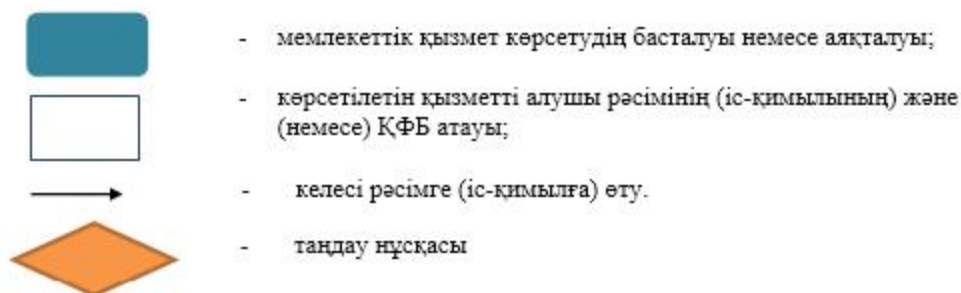 - мемлекеттік қызмет көрсетудің басталуы немесе аяқталуы;
- көрсетілетін қызметті алушы рәсімінің (іс-қимылының) және
(немесе) ҚФБ атауы;
- келесі рәсімге (іс-қимылға) өту.
- таңдау нұсқасы